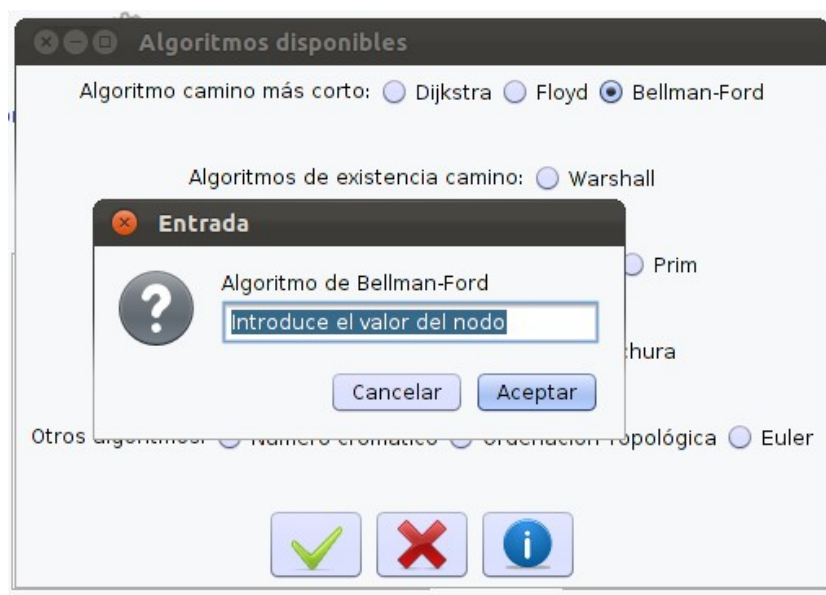 Algoritmos disponibles
Algoritmo camino más corto: Dijkstra Floyd Bellman-Ford
Algoritmos de existencia camino: Warshall
Entrada
Prim
Algoritmo de Bellman-Ford
Introduce el valor del nodo
Cancelar Aceptar
Otros Euler